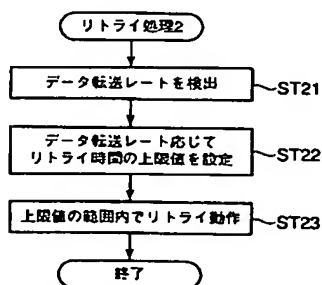 リトライ処理2
データ転送レートを検出
ST21
データ転送レート応じて
リトライ時間の上限値を設定
ST22
上限値の範囲内でリトライ動作
ST23
終了